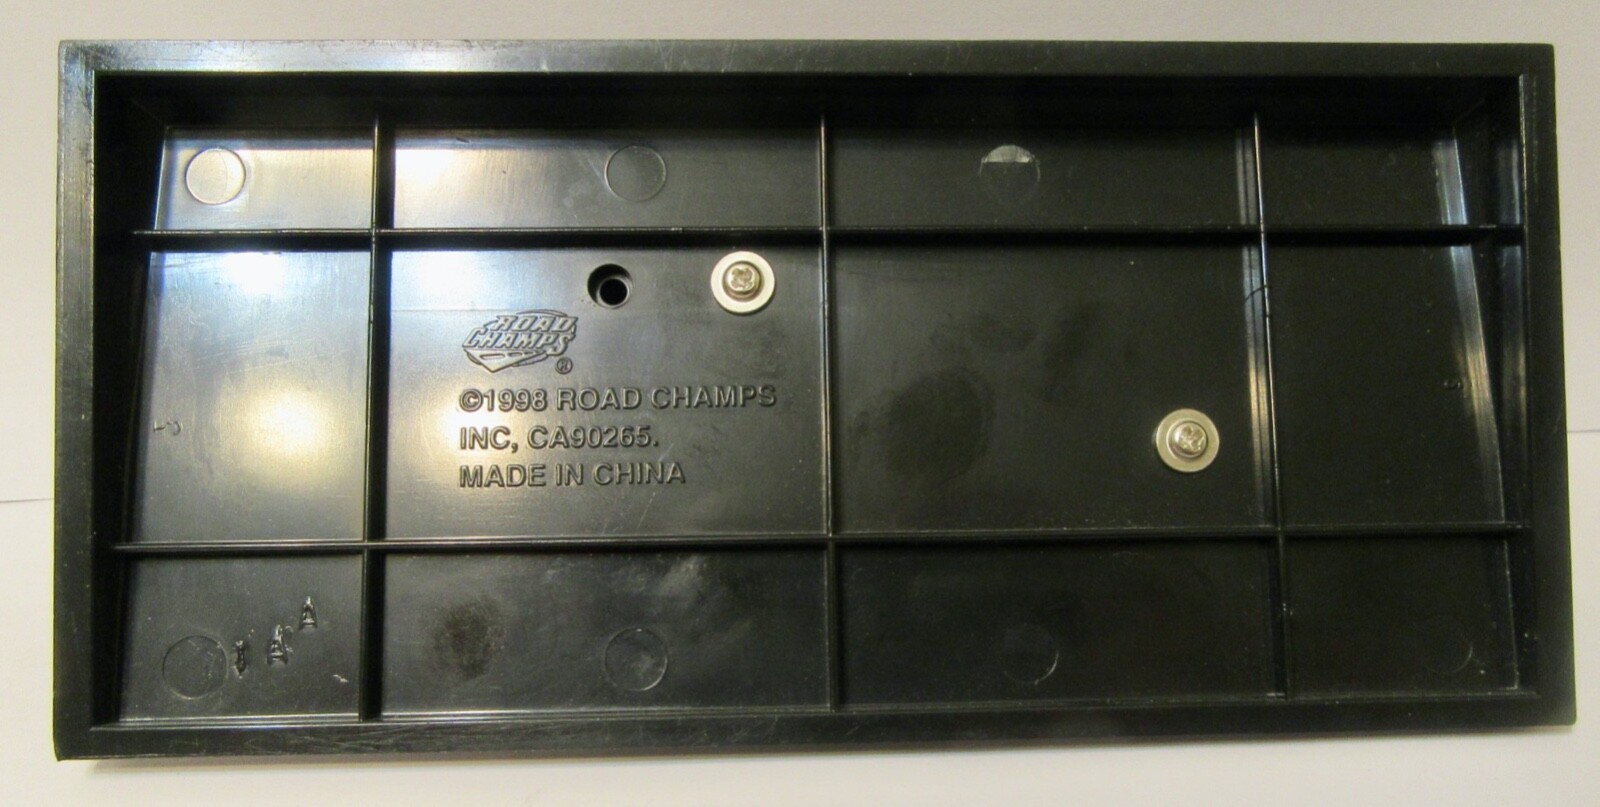 ROAD
CHAMPS
®
©1998 ROAD CHAMPS
INC, CA90265.
MADE IN CHINA